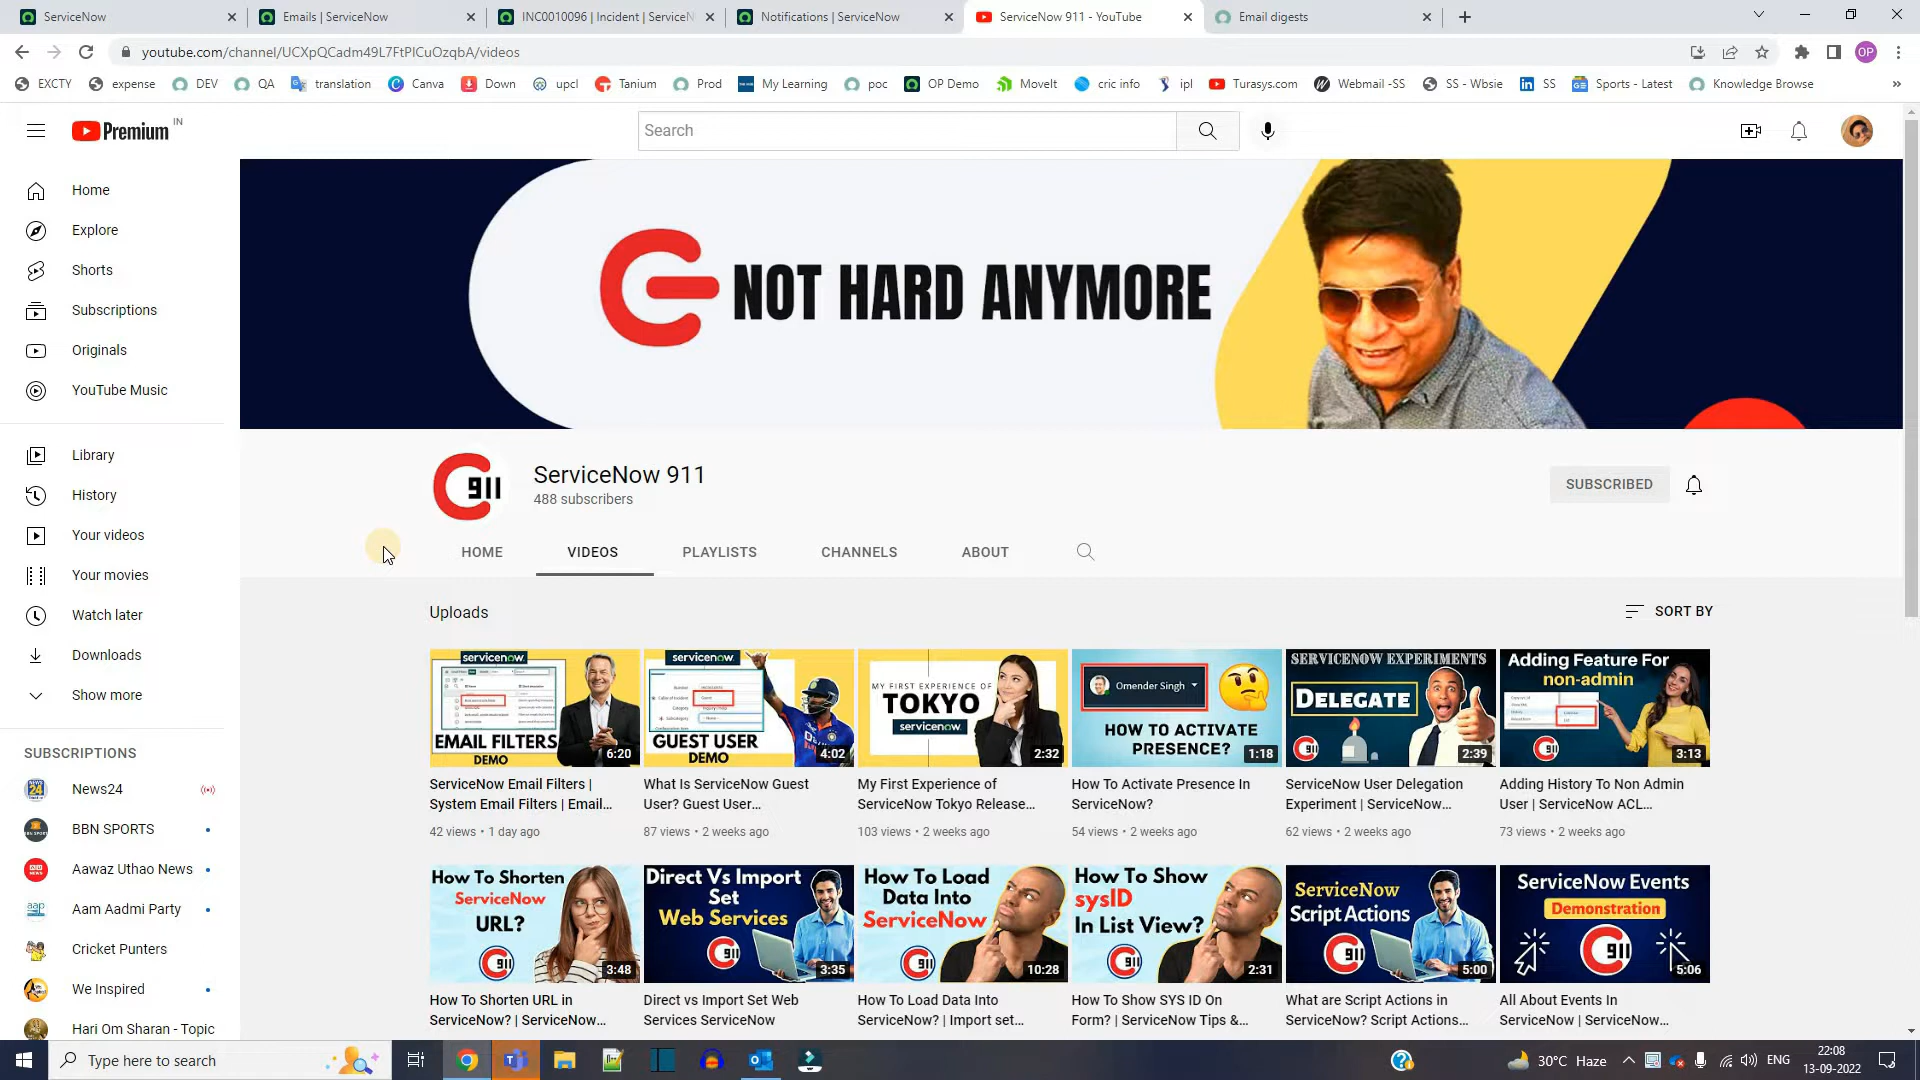 ServiceNow
Emails | ServiceNow
INC0010096 | Incident | ServiceN
Notifications | ServiceNow
ServiceNow 911 - YouTube
Email digests
youtube.com/channel/UCXpQCadm49L7FtPlCuOzqbA/videos
OP
EXCTY
expense
DEV
QA
translation
Canva
Down
upcl
Tanium
Prod
My Learning
poc
OP Demo
MoveIt
cric info
ipl
Turasys.com
Webmail -SS
SS - Wbsie
SS
Sports - Latest
Knowledge Browse
Premium IN
Search
Home
Explore
Shorts
Subscriptions
Originals
YouTube Music
Library
History
Your videos
Your movies
Watch later
Downloads
Show more
SUBSCRIPTIONS
News24
BBN SPORTS
Aawaz Uthao News
Aam Aadmi Party
Cricket Punters
We Inspired
Hari Om Sharan - Topic
NOT HARD ANYMORE
911
ServiceNow 911
488 subscribers
SUBSCRIBED
HOME
VIDEOS
PLAYLISTS
CHANNELS
ABOUT
Uploads
SORT BY
servicenow
EMAIL FILTERS
DEMO
6:20
ServiceNow Email Filters |
System Email Filters | Email...
42 views • 1 day ago
servicenow
GUEST USER
DEMO
4:02
What Is ServiceNow Guest
User? Guest User...
87 views • 2 weeks ago
MY FIRST EXPERIENCE OF
TOKYO
servicenow
2:32
My First Experience of
ServiceNow Tokyo Release...
103 views • 2 weeks ago
Omender Singh
HOW TO ACTIVATE
PRESENCE?
1:18
How To Activate Presence In
ServiceNow?
54 views • 2 weeks ago
SERVICENOW EXPERIMENTS
DELEGATE
2:39
ServiceNow User Delegation
Experiment | ServiceNow...
62 views • 2 weeks ago
Adding Feature For
non-admin
3:13
Adding History To Non Admin
User | ServiceNow ACL...
73 views • 2 weeks ago
How To Shorten
ServiceNow
URL?
911
3:48
How To Shorten URL in
ServiceNow? | ServiceNow...
Direct Vs Import
Set
Web Services
911
3:35
Direct vs Import Set Web
Services ServiceNow
How To Load
Data Into
ServiceNow?
911
10:28
How To Load Data Into
ServiceNow? | Import set...
How To Show
sysID
In List View?
911
2:31
How To Show SYS ID On
Form? | ServiceNow Tips &...
ServiceNow
Script Actions
911
5:00
What are Script Actions in
ServiceNow? Script Actions...
ServiceNow Events
Demonstration
911
5:06
All About Events In
ServiceNow | ServiceNow...
Type here to search
30°C Haze
ENG
22:08
13-09-2022